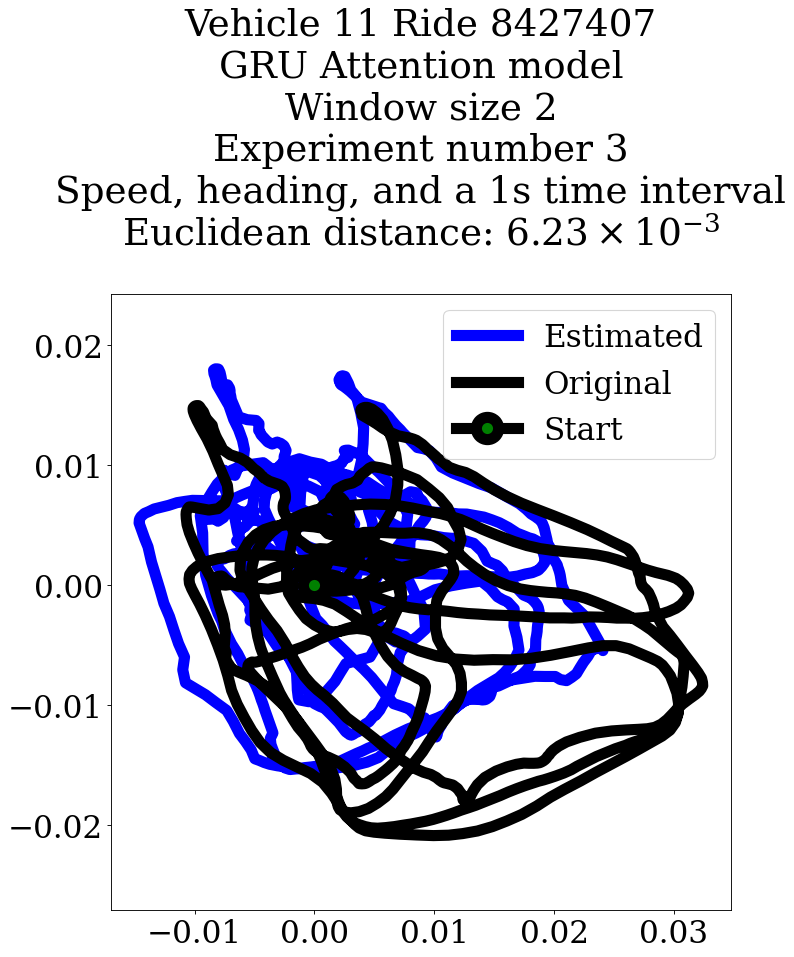 Vehicle 11 Ride 8427407
GRU Attention model
Window size 2
Experiment number 3
Speed, heading, and a 1s time interval
Euclidean distance: 6.23 × 10⁻³
Estimated
Original
Start
0.02
0.01
0.00
−0.01
−0.02
−0.01 0.00 0.01 0.02 0.03